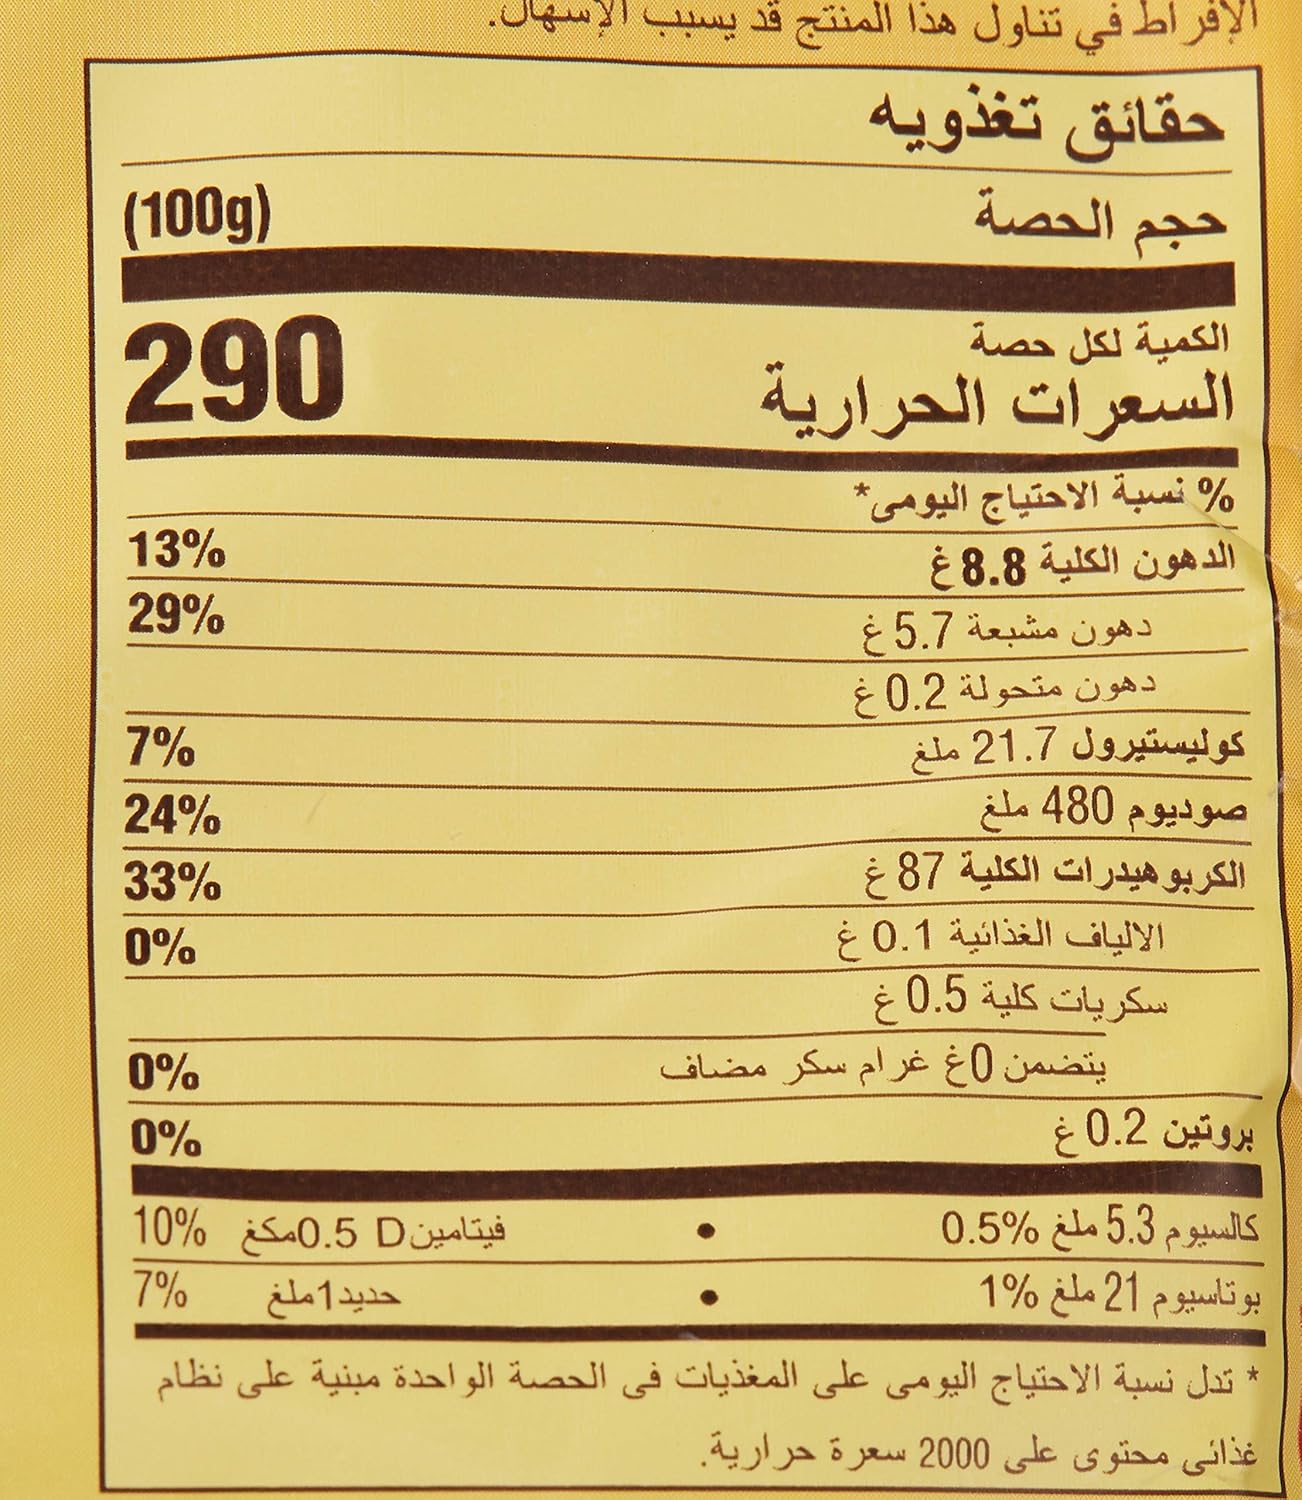 الإفراط في تناول هذا المنتج قد يسبب الإسهال.
حقائق تغذويه
حجم الحصة (100g)
الكمية لكل حصة
السعرات الحرارية 290
% نسبة الاحتياج اليومى*
الدهون الكلية 8.8 غ 13%
دهون مشبعة 5.7 غ 29%
دهون متحولة 0.2 غ
كوليستيرول 21.7 ملغ 7%
صوديوم 480 ملغ 24%
الكربوهيدرات الكلية 87 غ 33%
الالياف الغذائية 0.1 غ 0%
سكريات كلية 0.5 غ
يتضمن 0غ غرام سكر مضاف 0%
بروتين 0.2 غ 0%
كالسيوم 5.3 ملغ 0.5% • فيتامين D 0.5مكغ 10%
بوتاسيوم 21 ملغ 1% • حديد1ملغ 7%
* تدل نسبة الاحتياج اليومى على المغذيات فى الحصة الواحدة مبنية على نظام
غذائى محتوى على 2000 سعرة حرارية.